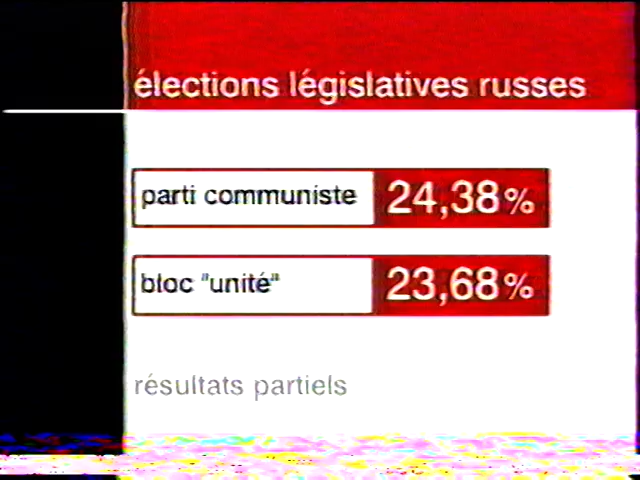 élections législatives russes
parti communiste 24,38%
bloc "unité" 23,68%
résultats partiels